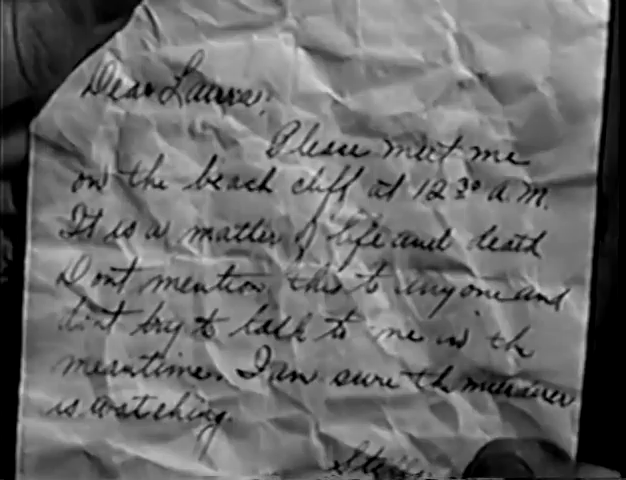 Dear Laura:
Please meet me
on the beach cliff at 12 30 A.M.
It is a matter of life and death
Dont mention this to anyone and
dont try to talk to me in the
meantime. I am sure the murderer
is watching.